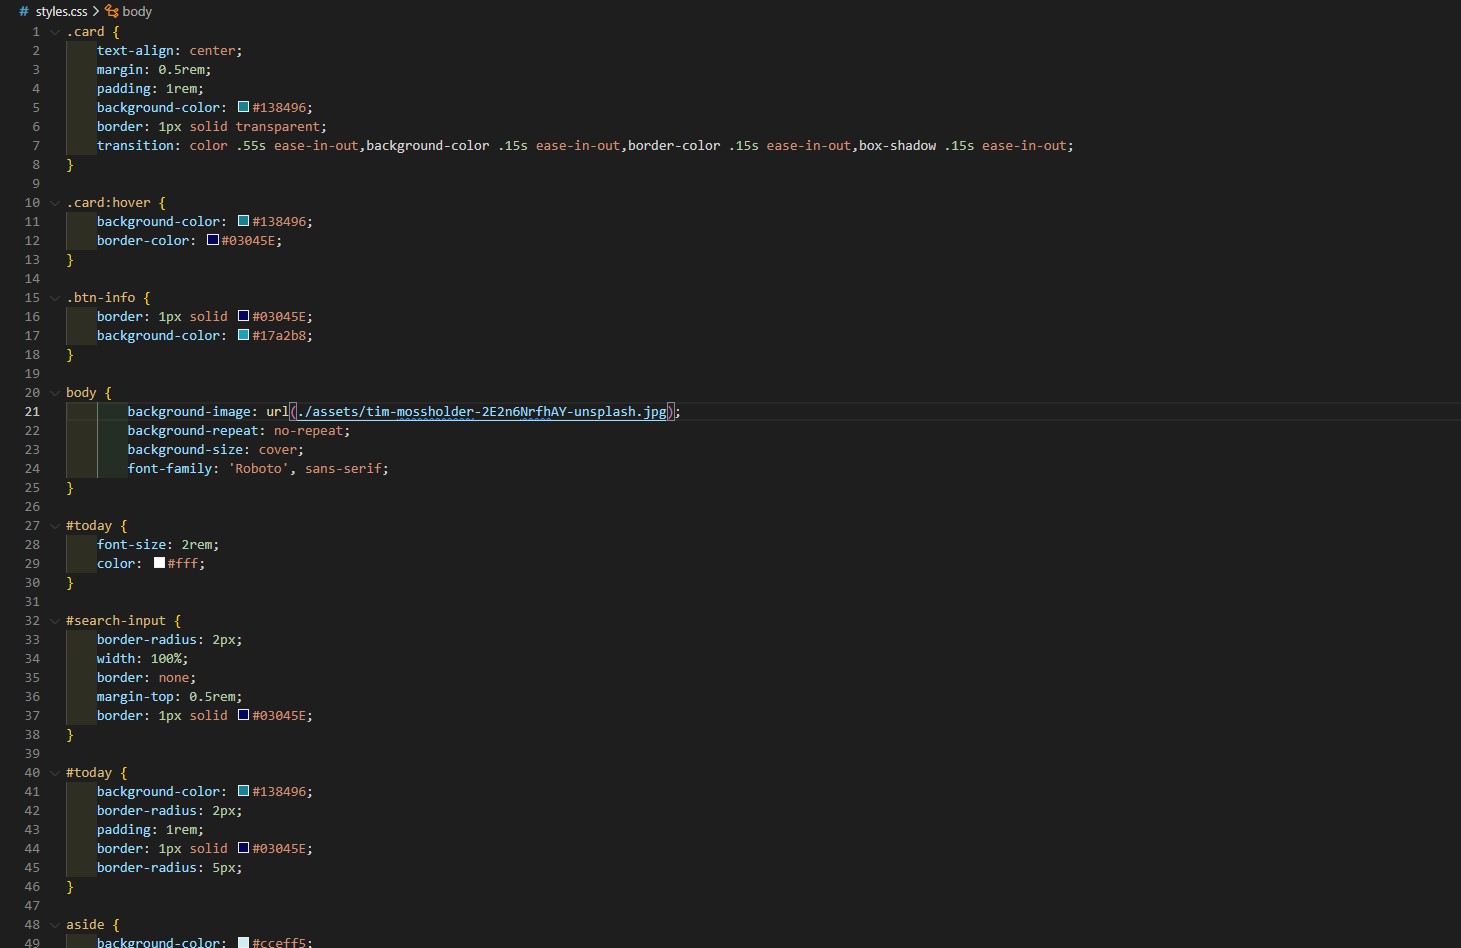 # styles.css > body
1 .card {
2 text-align: center;
3 margin: 0.5rem;
4 padding: 1rem;
5 background-color: #138496;
6 border: 1px solid transparent;
7 transition: color .55s ease-in-out,background-color .15s ease-in-out,border-color .15s ease-in-out,box-shadow .15s ease-in-out;
8 }
9
10 .card:hover {
11 background-color: #138496;
12 border-color: #03045E;
13 }
14
15 .btn-info {
16 border: 1px solid #03045E;
17 background-color: #17a2b8;
18 }
19
20 body {
21 background-image: url(./assets/tim-mossholder-2E2n6NrfhAY-unsplash.jpg);
22 background-repeat: no-repeat;
23 background-size: cover;
24 font-family: 'Roboto', sans-serif;
25 }
26
27 #today {
28 font-size: 2rem;
29 color: #fff;
30 }
31
32 #search-input {
33 border-radius: 2px;
34 width: 100%;
35 border: none;
36 margin-top: 0.5rem;
37 border: 1px solid #03045E;
38 }
39
40 #today {
41 background-color: #138496;
42 border-radius: 2px;
43 padding: 1rem;
44 border: 1px solid #03045E;
45 border-radius: 5px;
46 }
47
48 aside {
49 background-color: #cceff5;